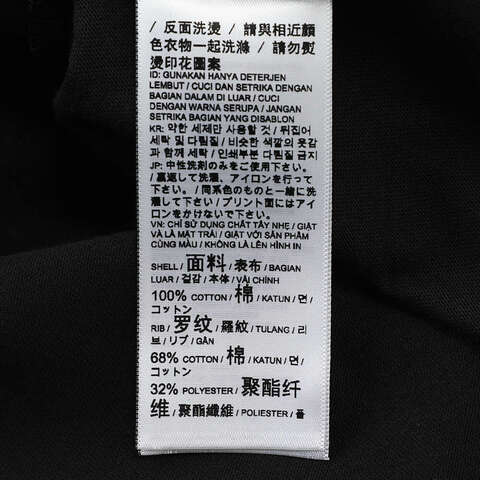 / 反面洗燙 / 請與相近顏
色衣物一起洗滌 / 請勿熨
燙印花圖案
ID: GUNAKAN HANYA DETERJEN
LEMBUT / CUCI DAN SETRIKA DENGAN
BAGIAN DALAM DI LUAR / CUCI
DENGAN WARNA SERUPA / JANGAN
SETRIKA BAGIAN YANG DISABLON
KR: 약한 세제만 사용할 것 / 뒤집어
세탁 및 다림질 / 비슷한 색깔의 옷감
과 함께 세탁 / 인쇄부분 다림질 금지
JP: 中性洗剤のみをご使用下さい。
/ 裏返して洗濯、アイロンを行って
下さい。 / 同系色のものと一緒に洗
濯して下さい / プリント面にはアイ
ロンをかけないで下さい。
VN: CHỈ SỬ DỤNG CHẤT TẨY NHẸ / GIẶT
VÀ LÀ MẶT TRÁI / GIẶT VỚI SẢN PHẨM
CÙNG MÀU / KHÔNG LÀ LÊN HÌNH IN
SHELL / 面料 / 表布 / BAGIAN
LUAR / 겉감 / 本体 / VẢI CHÍNH
100% COTTON / 棉 / KATUN / 면 /
コットン
RIB / 罗纹 / 羅紋 / TULANG / 리
브 / リブ / GÂN
68% COTTON / 棉 / KATUN / 면 /
コットン
32% POLYESTER / 聚酯纤
维 / 聚酯纖維 / POLIESTER / 폴